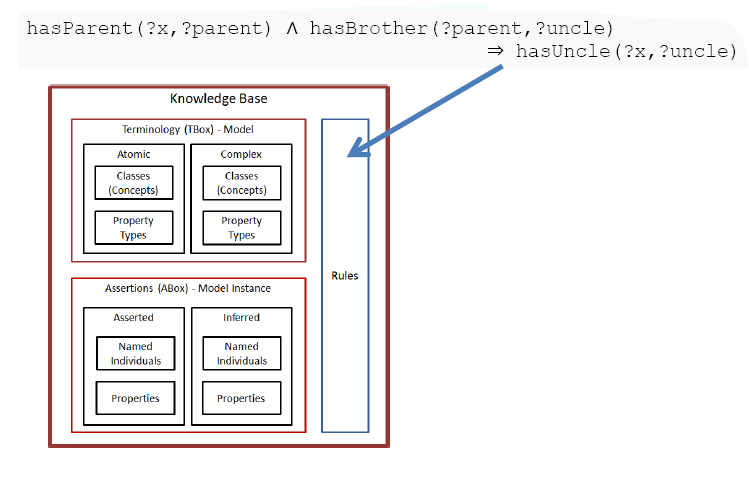 hasParent(?x,?parent) ∧ hasBrother(?parent,?uncle)
⇒ hasUncle(?x,?uncle)
Knowledge Base
Terminology (TBox) - Model
Atomic
Classes
(Concepts)
Property
Types
Complex
Classes
(Concepts)
Property
Types
Assertions (ABox) - Model Instance
Asserted
Named
Individuals
Properties
Inferred
Named
Individuals
Properties
Rules